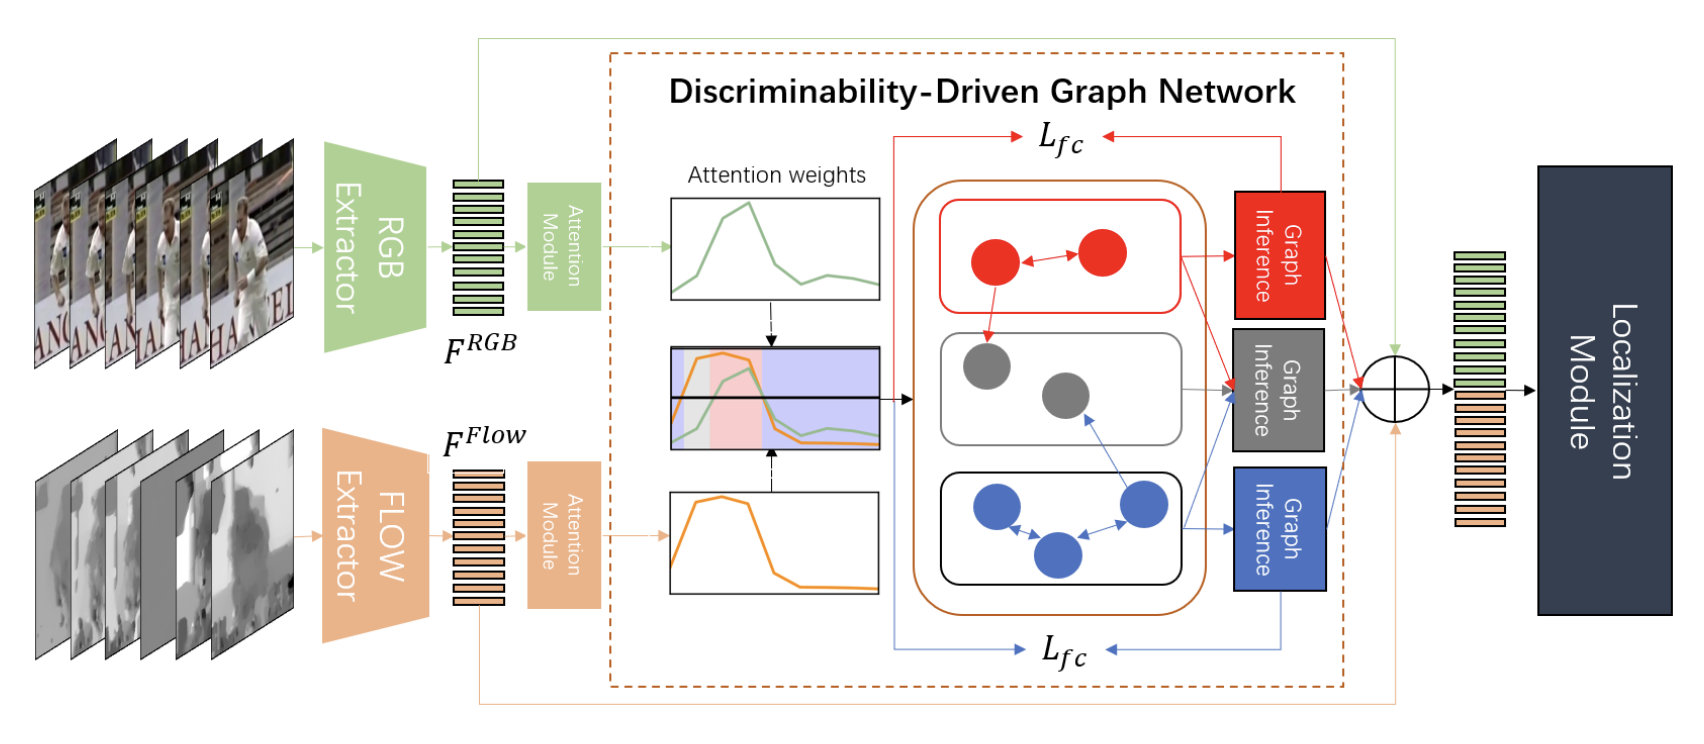 Discriminability-Driven Graph Network
L_{fc}
Attention weights
RGB
Extractor
F^{RGB}
Attention
Module
Graph
Inference
Graph
Inference
Graph
Inference
FLOW
Extractor
F^{Flow}
Attention
Module
L_{fc}
Localization
Module